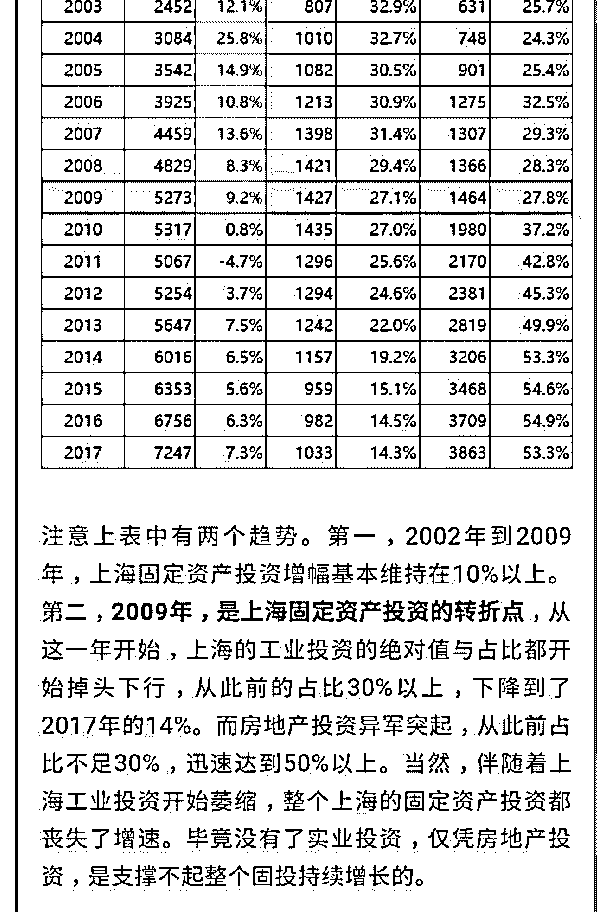 2003 2452 12.1% 807 32.9% 631 25.7%
2004 3084 25.8% 1010 32.7% 748 24.3%
2005 3542 14.9% 1082 30.5% 901 25.4%
2006 3925 10.8% 1213 30.9% 1275 32.5%
2007 4459 13.6% 1398 31.4% 1307 29.3%
2008 4829 8.3% 1421 29.4% 1366 28.3%
2009 5273 9.2% 1427 27.1% 1464 27.8%
2010 5317 0.8% 1435 27.0% 1980 37.2%
2011 5067 -4.7% 1296 25.6% 2170 42.8%
2012 5254 3.7% 1294 24.6% 2381 45.3%
2013 5647 7.5% 1242 22.0% 2819 49.9%
2014 6016 6.5% 1157 19.2% 3206 53.3%
2015 6353 5.6% 959 15.1% 3468 54.6%
2016 6756 6.3% 982 14.5% 3709 54.9%
2017 7247 7.3% 1033 14.3% 3863 53.3%
注意上表中有两个趋势。第一，2002年到2009
年，上海固定资产投资增幅基本维持在10%以上。
第二，2009年，是上海固定资产投资的转折点，从
这一年开始，上海的工业投资的绝对值与占比都开
始掉头下行，从此前的占比30%以上，下降到了
2017年的14%。而房地产投资异军突起，从此前占
比不足30%，迅速达到50%以上。当然，伴随着上
海工业投资开始萎缩，整个上海的固定资产投资都
丧失了增速。毕竟没有了实业投资，仅凭房地产投
资，是支撑不起整个固投持续增长的。